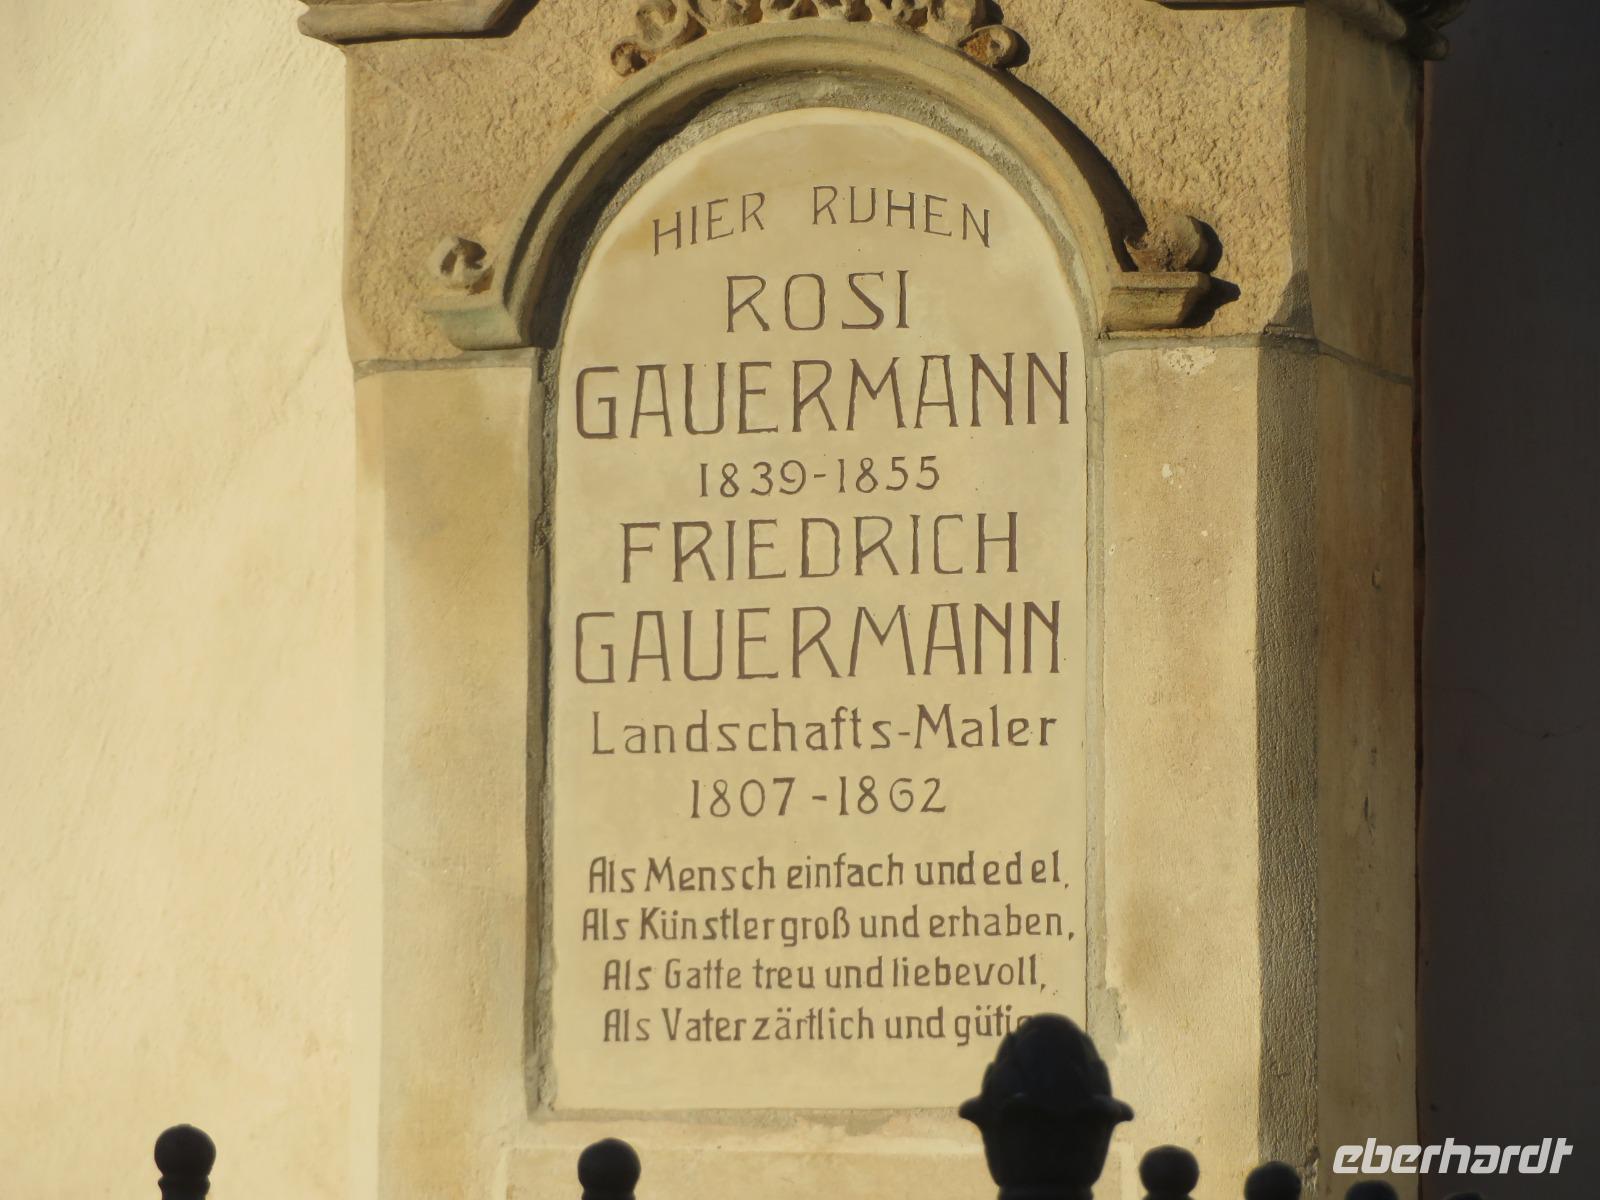 HIER RUHEN
ROSI
GAUERMANN
1839-1855
FRIEDRICH
GAUERMANN
Landschafts-Maler
1807-1862
Als Mensch einfach und edel,
Als Künstler groß und erhaben,
Als Gatte treu und liebevoll,
Als Vater zärtlich und
eberhardt